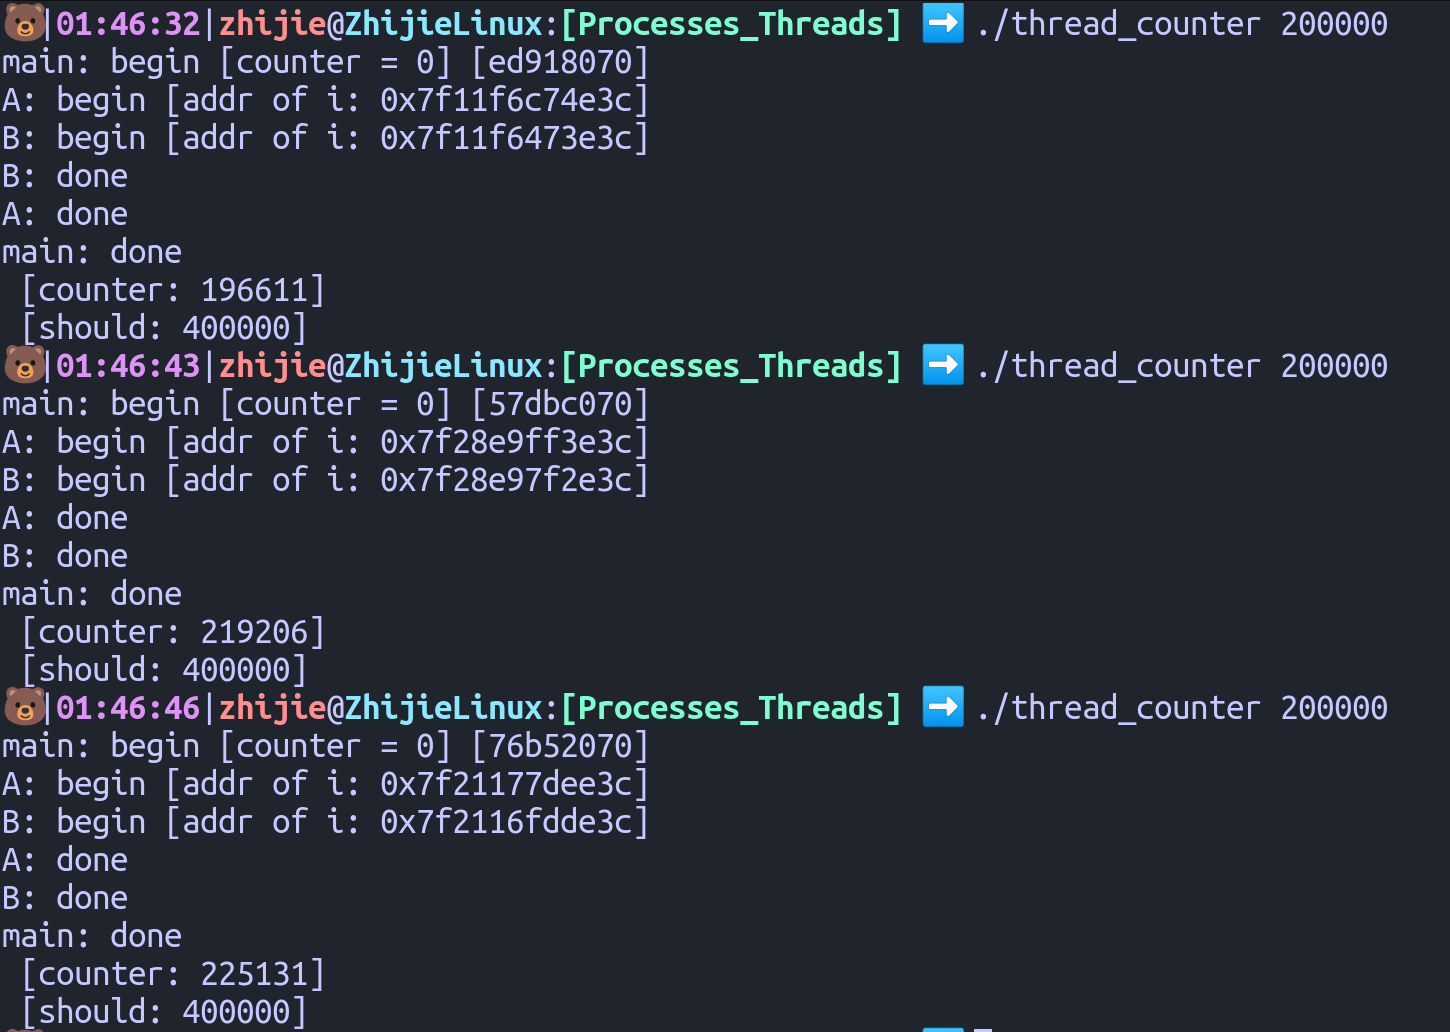 🐻|01:46:32|zhijie@ZhijieLinux:[Processes_Threads] ➡️ ./thread_counter 200000
main: begin [counter = 0] [ed918070]
A: begin [addr of i: 0x7f11f6c74e3c]
B: begin [addr of i: 0x7f11f6473e3c]
B: done
A: done
main: done
 [counter: 196611]
 [should: 400000]
🐻|01:46:43|zhijie@ZhijieLinux:[Processes_Threads] ➡️ ./thread_counter 200000
main: begin [counter = 0] [57dbc070]
A: begin [addr of i: 0x7f28e9ff3e3c]
B: begin [addr of i: 0x7f28e97f2e3c]
A: done
B: done
main: done
 [counter: 219206]
 [should: 400000]
🐻|01:46:46|zhijie@ZhijieLinux:[Processes_Threads] ➡️ ./thread_counter 200000
main: begin [counter = 0] [76b52070]
A: begin [addr of i: 0x7f21177dee3c]
B: begin [addr of i: 0x7f2116fdde3c]
A: done
B: done
main: done
 [counter: 225131]
 [should: 400000]